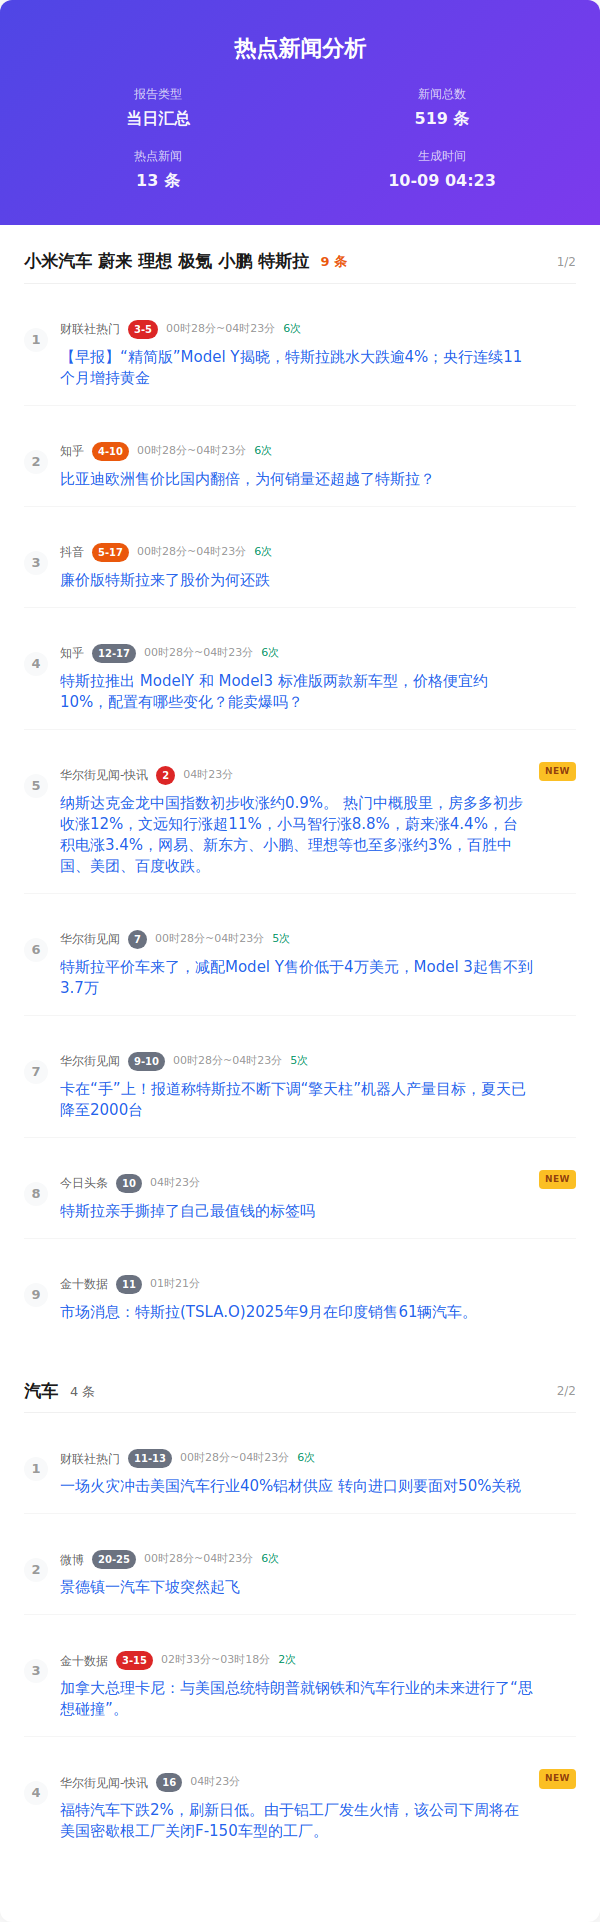 热点新闻分析
报告类型
当日汇总
新闻总数
519 条
热点新闻
13 条
生成时间
10-09 04:23
小米汽车 蔚来 理想 极氪 小鹏 特斯拉 9 条 1/2
1
财联社热门 3-5 00时28分~04时23分 6次
【早报】“精简版”Model Y揭晓，特斯拉跳水大跌逾4%；央行连续11
个月增持黄金
2
知乎 4-10 00时28分~04时23分 6次
比亚迪欧洲售价比国内翻倍，为何销量还超越了特斯拉？
3
抖音 5-17 00时28分~04时23分 6次
廉价版特斯拉来了股价为何还跌
4
知乎 12-17 00时28分~04时23分 6次
特斯拉推出 ModelY 和 Model3 标准版两款新车型，价格便宜约
10%，配置有哪些变化？能卖爆吗？
5
华尔街见闻-快讯 2 04时23分 NEW
纳斯达克金龙中国指数初步收涨约0.9%。 热门中概股里，房多多初步
收涨12%，文远知行涨超11%，小马智行涨8.8%，蔚来涨4.4%，台
积电涨3.4%，网易、新东方、小鹏、理想等也至多涨约3%，百胜中
国、美团、百度收跌。
6
华尔街见闻 7 00时28分~04时23分 5次
特斯拉平价车来了，减配Model Y售价低于4万美元，Model 3起售不到
3.7万
7
华尔街见闻 9-10 00时28分~04时23分 5次
卡在“手”上！报道称特斯拉不断下调“擎天柱”机器人产量目标，夏天已
降至2000台
8
今日头条 10 04时23分 NEW
特斯拉亲手撕掉了自己最值钱的标签吗
9
金十数据 11 01时21分
市场消息：特斯拉(TSLA.O)2025年9月在印度销售61辆汽车。
汽车 4 条 2/2
1
财联社热门 11-13 00时28分~04时23分 6次
一场火灾冲击美国汽车行业40%铝材供应 转向进口则要面对50%关税
2
微博 20-25 00时28分~04时23分 6次
景德镇一汽车下坡突然起飞
3
金十数据 3-15 02时33分~03时18分 2次
加拿大总理卡尼：与美国总统特朗普就钢铁和汽车行业的未来进行了“思
想碰撞”。
4
华尔街见闻-快讯 16 04时23分 NEW
福特汽车下跌2%，刷新日低。由于铝工厂发生火情，该公司下周将在
美国密歇根工厂关闭F-150车型的工厂。